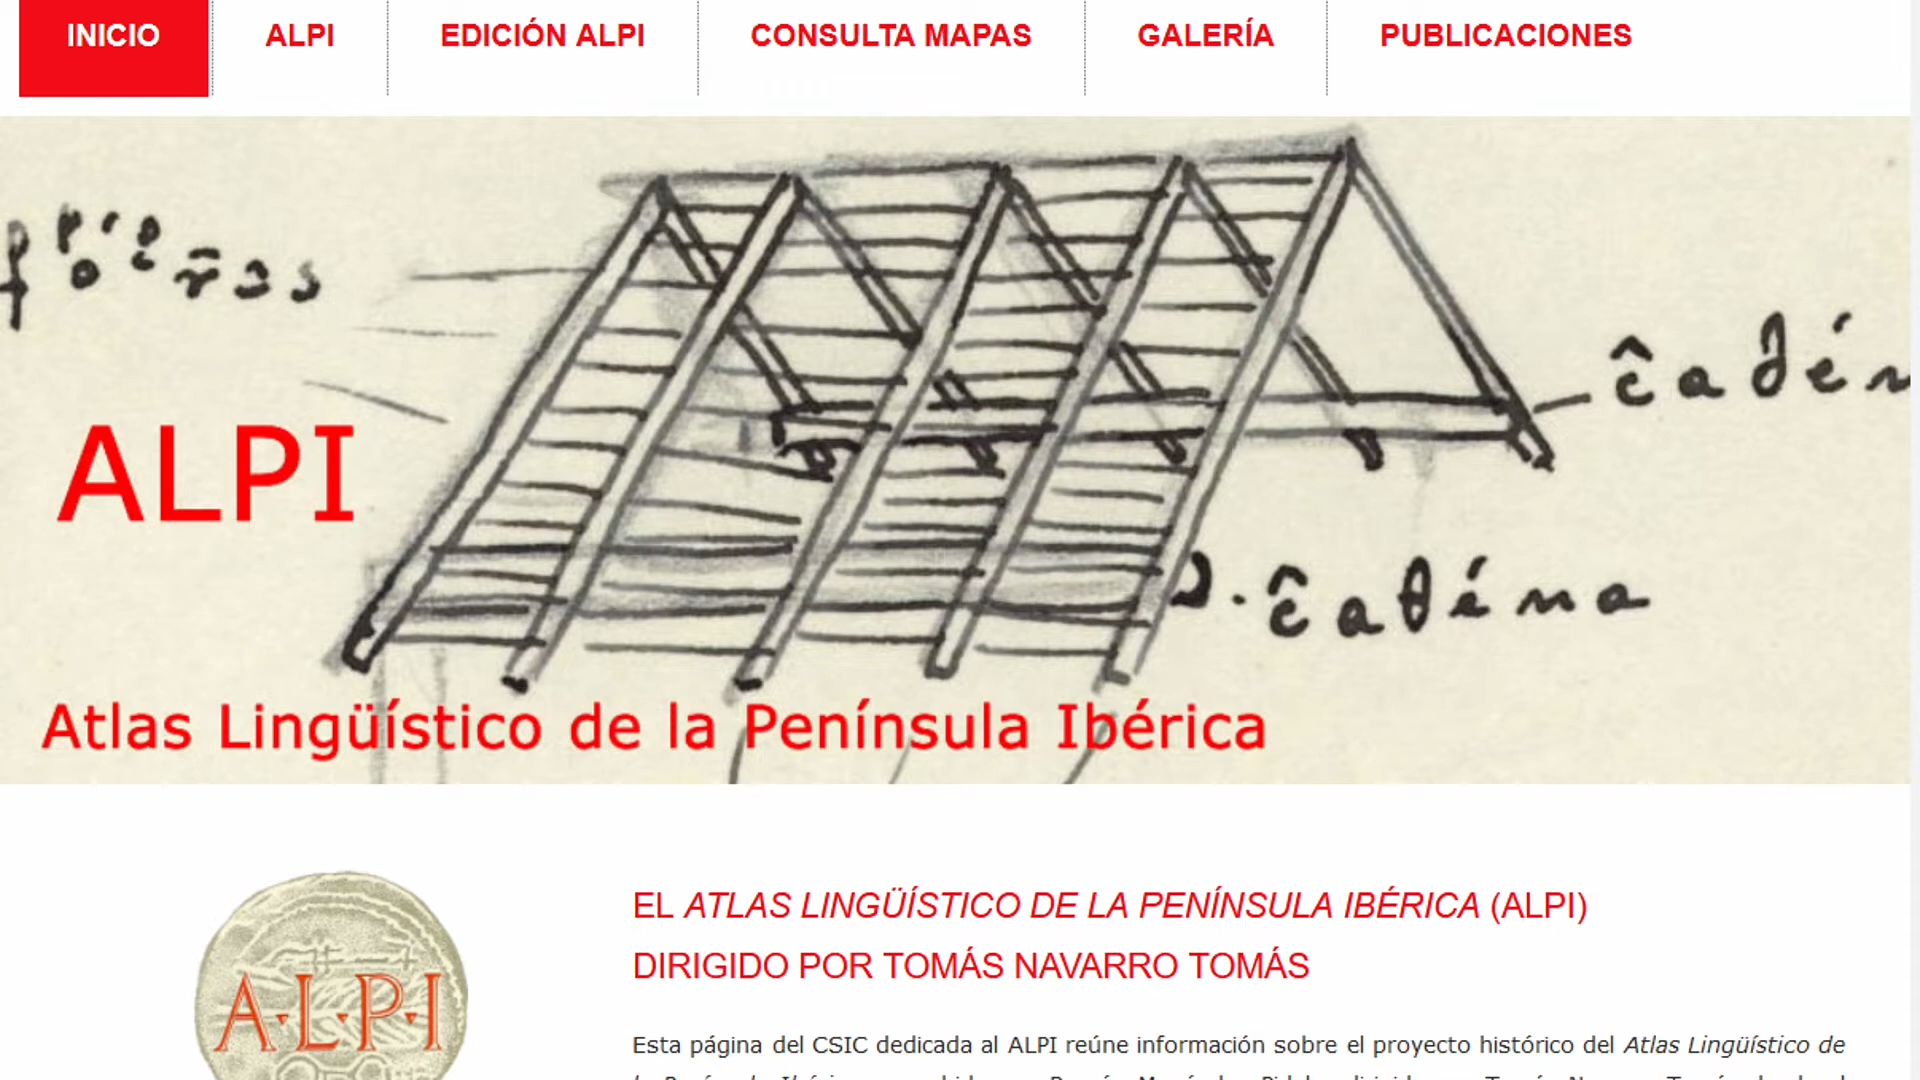 INICIO
ALPI
EDICIÓN ALPI
CONSULTA MAPAS
GALERÍA
PUBLICACIONES
ALPI
Atlas Lingüístico de la Península Ibérica
A·L·P·I
EL ATLAS LINGÜÍSTICO DE LA PENÍNSULA IBÉRICA (ALPI)
DIRIGIDO POR TOMÁS NAVARRO TOMÁS
Esta página del CSIC dedicada al ALPI reúne información sobre el proyecto histórico del Atlas Lingüístico de